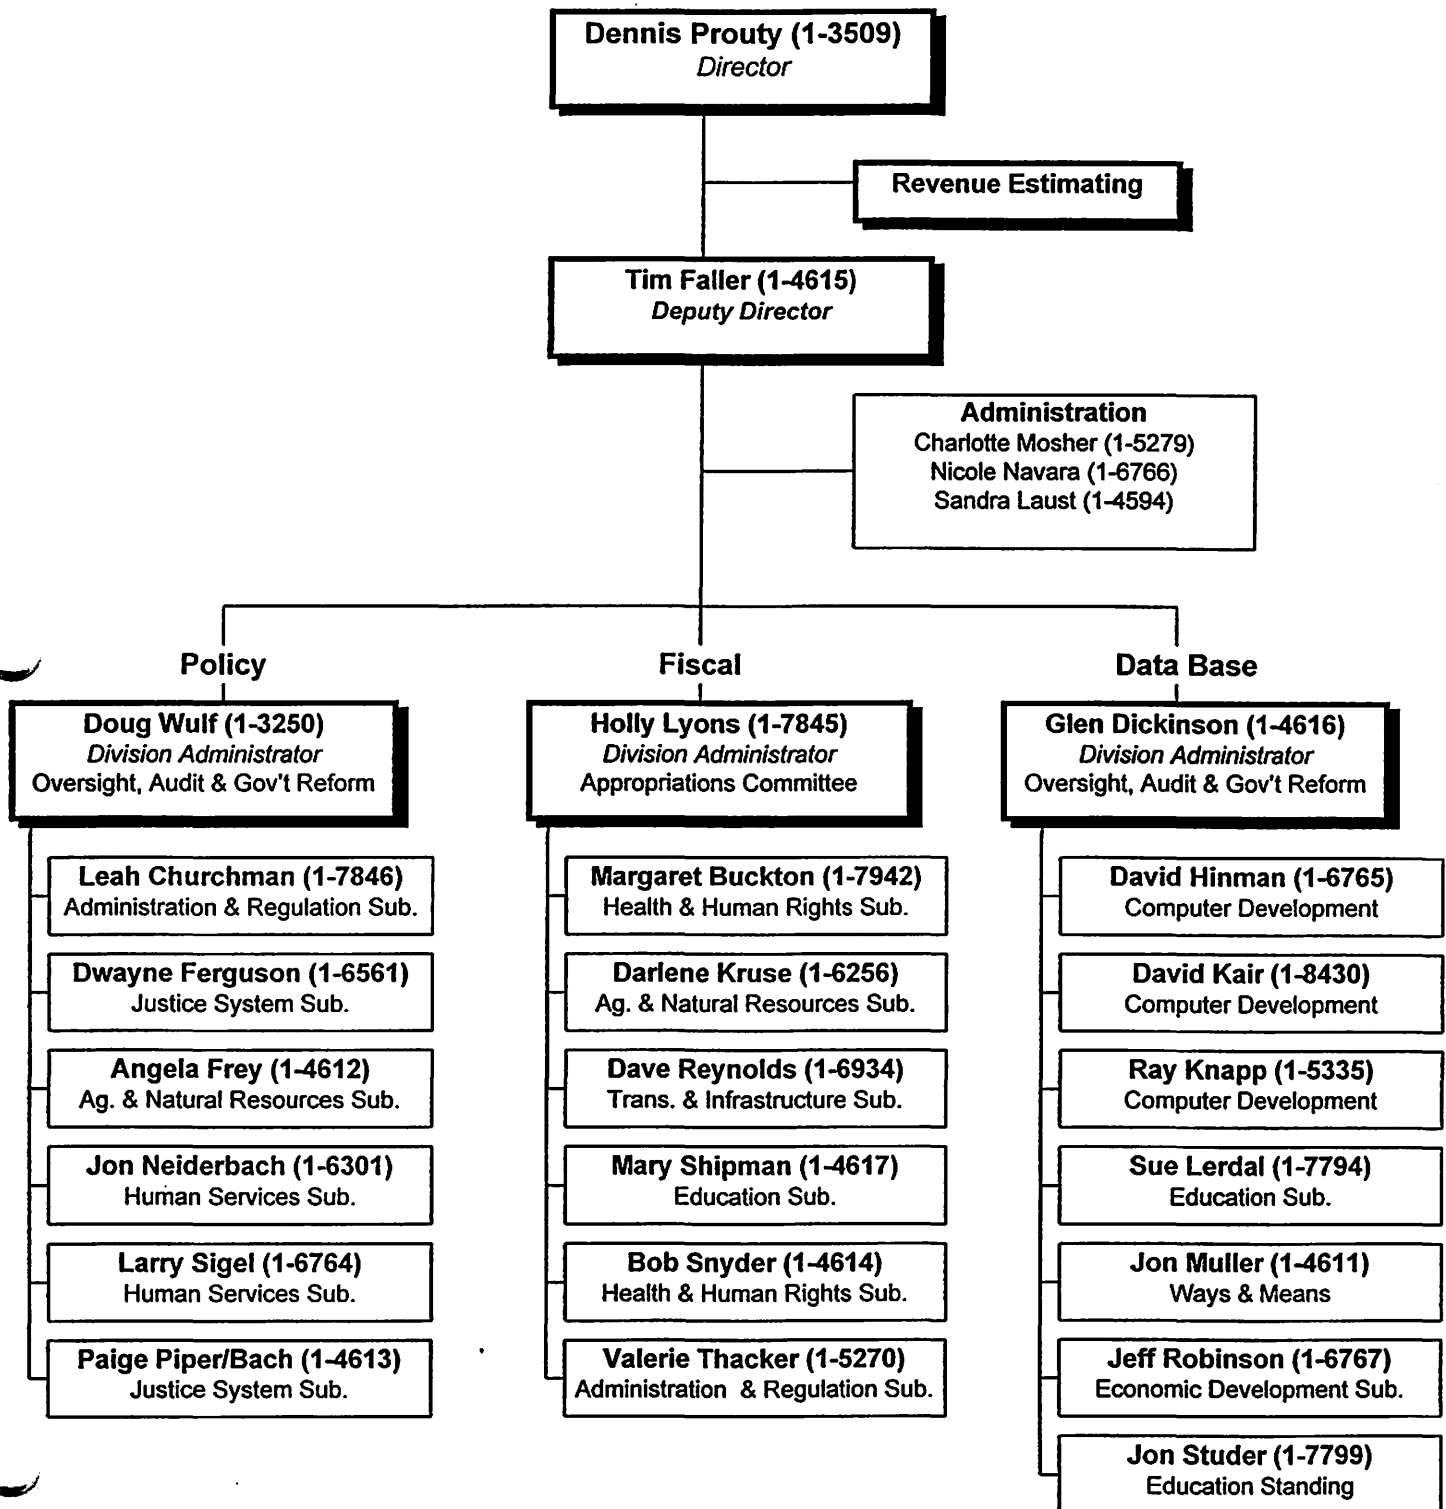 Dennis Prouty (1-3509)
Director
Revenue Estimating
Tim Faller (1-4615)
Deputy Director
Administration
Charlotte Mosher (1-5279)
Nicole Navara (1-6766)
Sandra Laust (1-4594)
Policy
Doug Wulf (1-3250)
Division Administrator
Oversight, Audit & Gov't Reform
Leah Churchman (1-7846)
Administration & Regulation Sub.
Dwayne Ferguson (1-6561)
Justice System Sub.
Angela Frey (1-4612)
Ag. & Natural Resources Sub.
Jon Neiderbach (1-6301)
Human Services Sub.
Larry Sigel (1-6764)
Human Services Sub.
Paige Piper/Bach (1-4613)
Justice System Sub.
Fiscal
Holly Lyons (1-7845)
Division Administrator
Appropriations Committee
Margaret Buckton (1-7942)
Health & Human Rights Sub.
Darlene Kruse (1-6256)
Ag. & Natural Resources Sub.
Dave Reynolds (1-6934)
Trans. & Infrastructure Sub.
Mary Shipman (1-4617)
Education Sub.
Bob Snyder (1-4614)
Health & Human Rights Sub.
Valerie Thacker (1-5270)
Administration & Regulation Sub.
Data Base
Glen Dickinson (1-4616)
Division Administrator
Oversight, Audit & Gov't Reform
David Hinman (1-6765)
Computer Development
David Kair (1-8430)
Computer Development
Ray Knapp (1-5335)
Computer Development
Sue Lerdal (1-7794)
Education Sub.
Jon Muller (1-4611)
Ways & Means
Jeff Robinson (1-6767)
Economic Development Sub.
Jon Studer (1-7799)
Education Standing